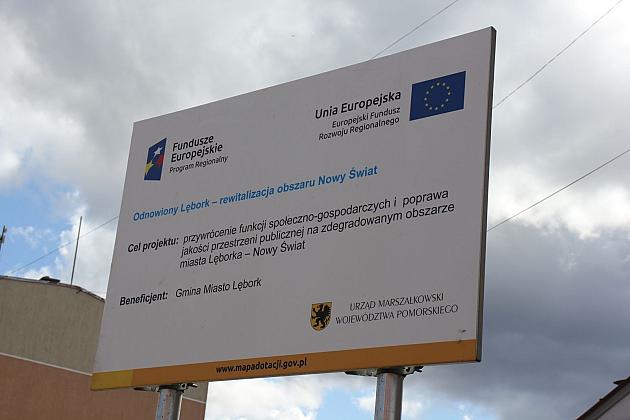 Fundusze
Europejskie
Program Regionalny
Unia Europejska
Europejski Fundusz
Rozwoju Regionalnego
Odnowiony Lębork – rewitalizacja obszaru Nowy Świat
Cel projektu: przywrócenie funkcji społeczno-gospodarczych i poprawa
jakości przestrzeni publicznej na zdegradowanym obszarze
miasta Lęborka – Nowy Świat
Beneficjent: Gmina Miasto Lębork
URZĄD MARSZAŁKOWSKI
WOJEWÓDZTWA POMORSKIEGO
www.mapadotacji.gov.pl